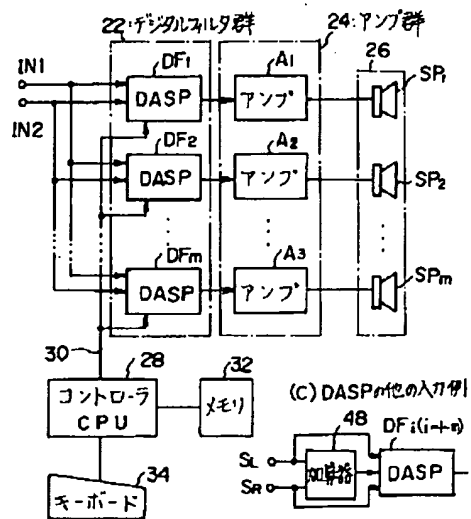 22:デジタルフィルタ群
24:アンプ群
DF1
A1
26
SP1
IN1
IN2
DASP
アンプ
DF2
A2
SP2
DASP
アンプ
DFm
A3
SPm
DASP
アンプ
30
28
32
コントローラ
CPU
メモリ
(C) DASPの他の入力例
48
DFi(i=1~n)
34
キーボード
SL
SR
加算器
DASP